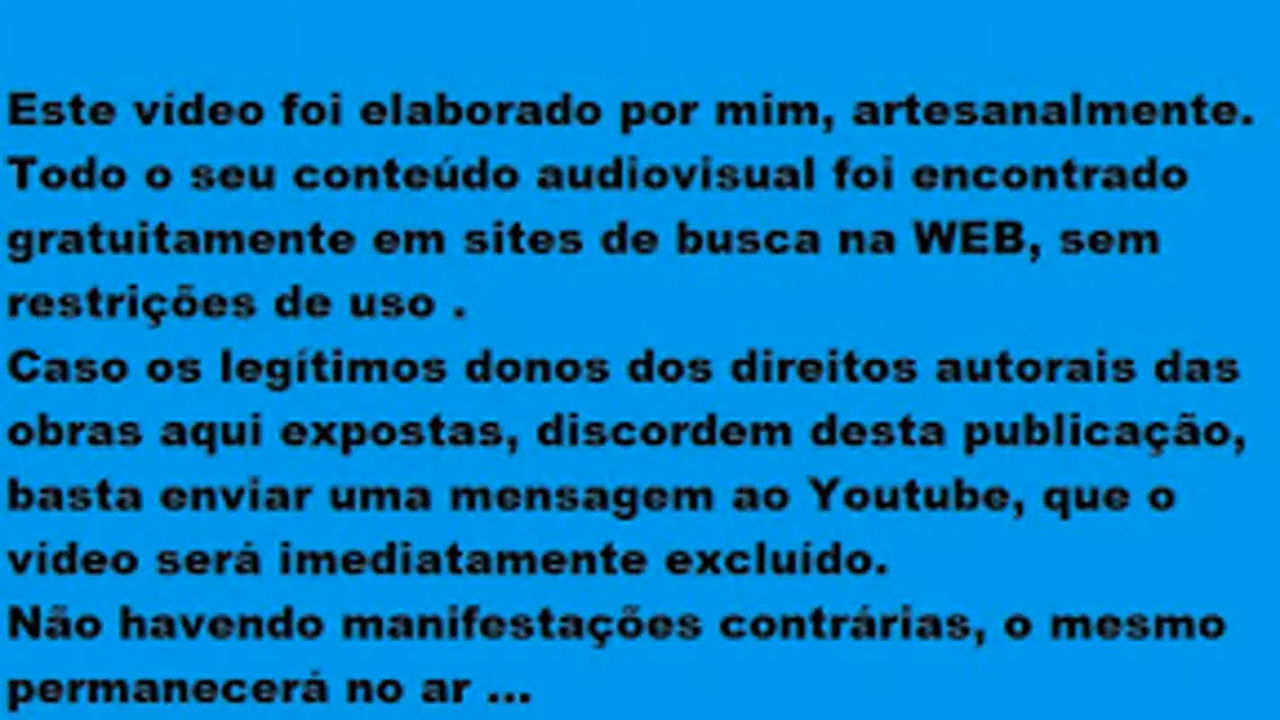 Este vídeo foi elaborado por mim, artesanalmente.
Todo o seu conteúdo audiovisual foi encontrado
gratuitamente em sites de busca na WEB, sem
restrições de uso .
Caso os legítimos donos dos direitos autorais das
obras aqui expostas, discordem desta publicação,
basta enviar uma mensagem ao Youtube, que o
vídeo será imediatamente excluído.
Não havendo manifestações contrárias, o mesmo
permanecerá no ar ...